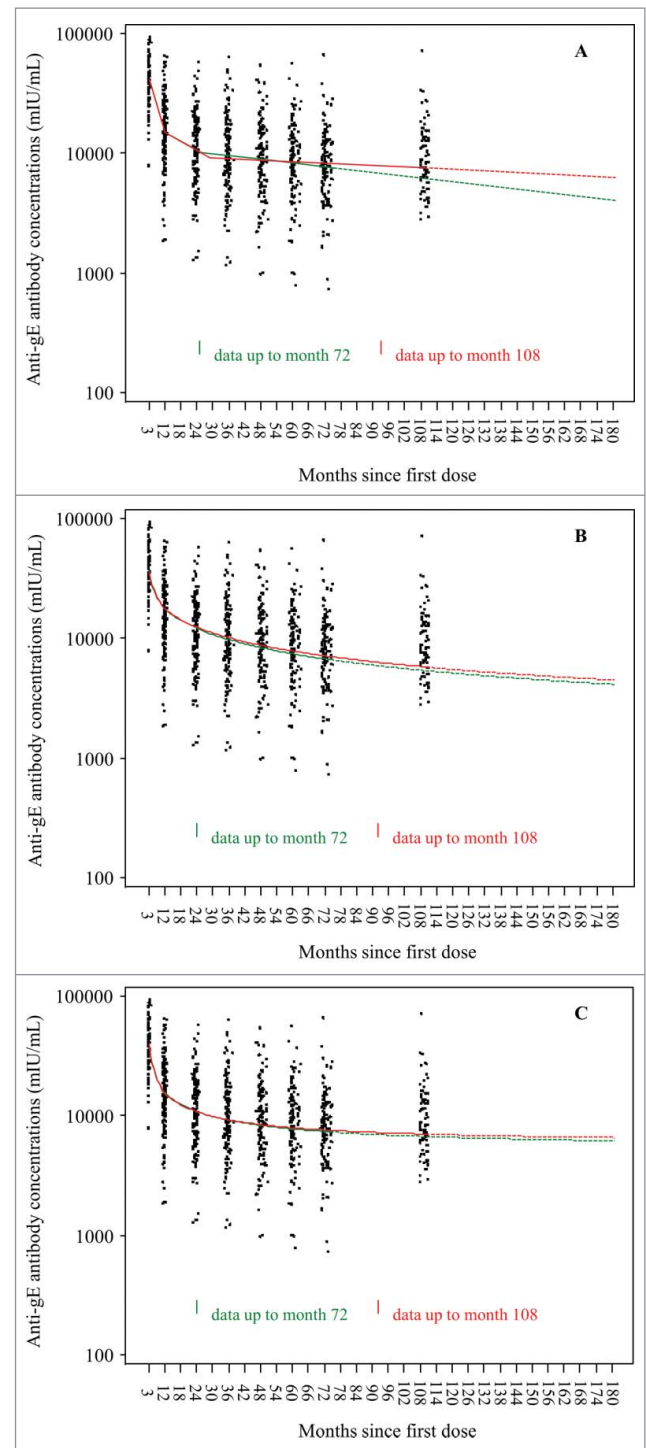 A
Anti-gE antibody concentrations (mIU/mL)
100000
10000
1000
100
data up to month 72 data up to month 108
3 12 18 24 30 36 42 48 54 60 66 72 78 84 90 96 102 108 114 120 126 132 138 144 150 156 162 168 174 180
Months since first dose
B
Anti-gE antibody concentrations (mIU/mL)
100000
10000
1000
100
data up to month 72 data up to month 108
3 12 18 24 30 36 42 48 54 60 66 72 78 84 90 96 102 108 114 120 126 132 138 144 150 156 162 168 174 180
Months since first dose
C
Anti-gE antibody concentrations (mIU/mL)
100000
10000
1000
100
data up to month 72 data up to month 108
3 12 18 24 30 36 42 48 54 60 66 72 78 84 90 96 102 108 114 120 126 132 138 144 150 156 162 168 174 180
Months since first dose